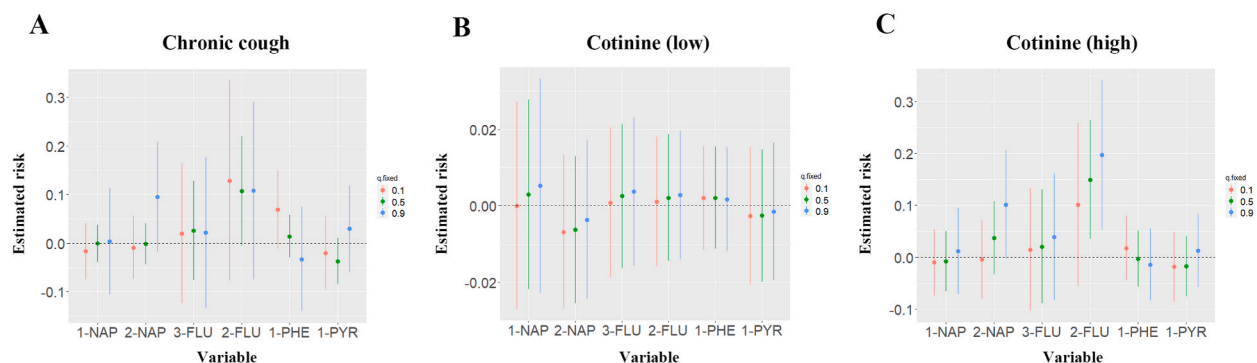 A
Chronic cough
Estimated risk
0.3
0.2
0.1
0.0
-0.1
1-NAP 2-NAP 3-FLU 2-FLU 1-PHE 1-PYR
Variable
q.fixed
0.1
0.5
0.9
B
Cotinine (low)
Estimated risk
0.02
0.00
-0.02
1-NAP 2-NAP 3-FLU 2-FLU 1-PHE 1-PYR
Variable
q.fixed
0.1
0.5
0.9
C
Cotinine (high)
Estimated risk
0.3
0.2
0.1
0.0
-0.1
1-NAP 2-NAP 3-FLU 2-FLU 1-PHE 1-PYR
Variable
q.fixed
0.1
0.5
0.9